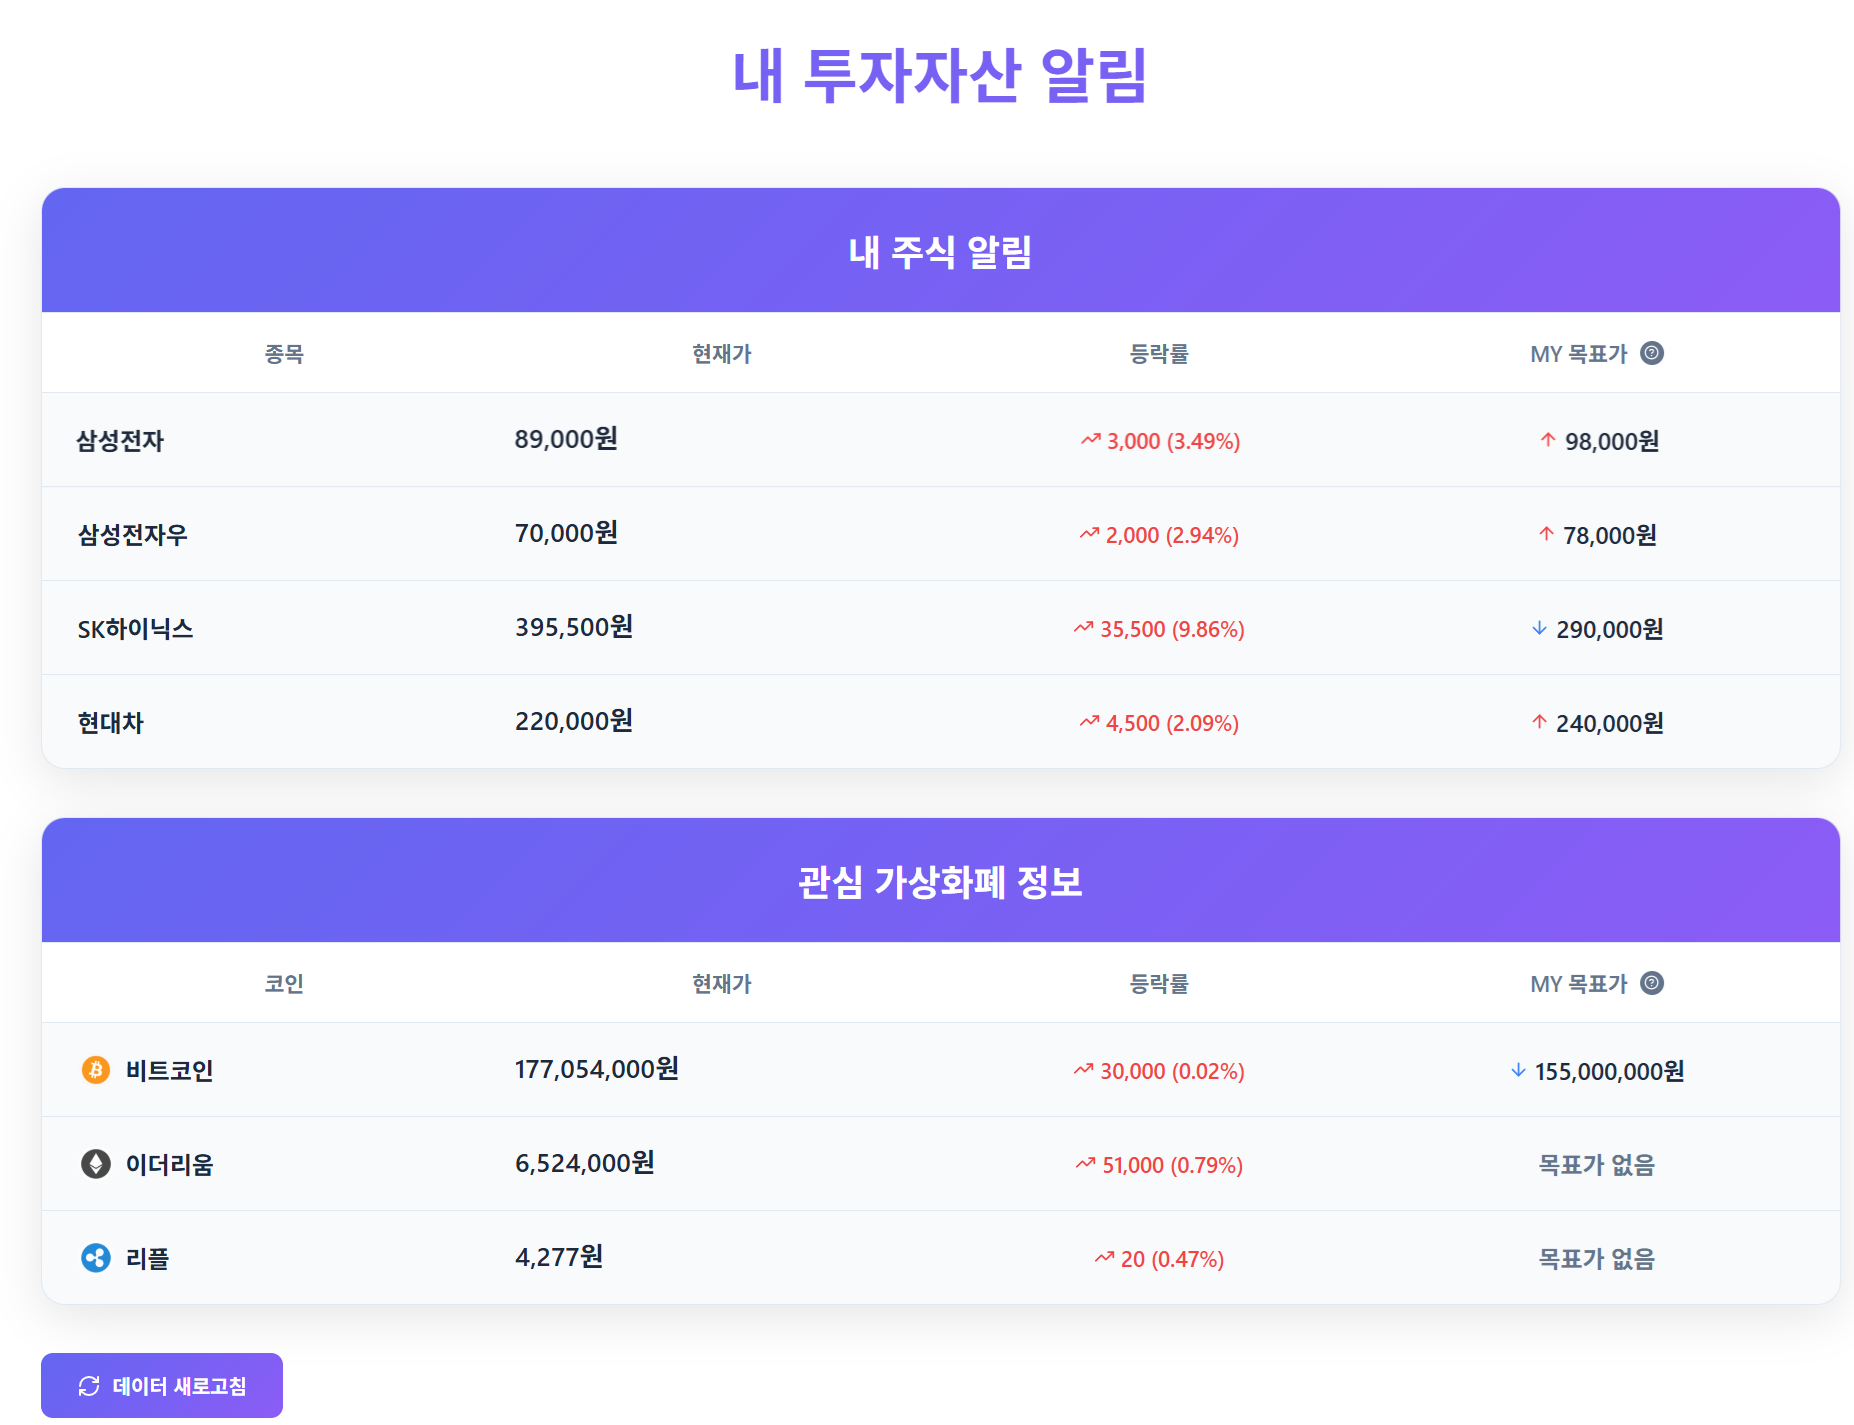 내 투자자산 알림
내 주식 알림
종목 현재가 등락률 MY 목표가 ?
삼성전자 89,000원 3,000 (3.49%) ↑ 98,000원
삼성전자우 70,000원 2,000 (2.94%) ↑ 78,000원
SK하이닉스 395,500원 35,500 (9.86%) ↓ 290,000원
현대차 220,000원 4,500 (2.09%) ↑ 240,000원
관심 가상화폐 정보
코인 현재가 등락률 MY 목표가 ?
비트코인 177,054,000원 30,000 (0.02%) ↓ 155,000,000원
이더리움 6,524,000원 51,000 (0.79%) 목표가 없음
리플 4,277원 20 (0.47%) 목표가 없음
데이터 새로고침